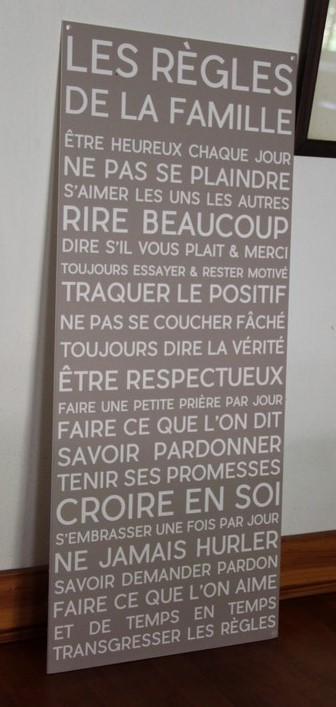 LES RÈGLES
DE LA FAMILLE
ÊTRE HEUREUX CHAQUE JOUR
NE PAS SE PLAINDRE
S'AIMER LES UNS LES AUTRES
RIRE BEAUCOUP
DIRE S'IL VOUS PLAIT & MERCI
TOUJOURS ESSAYER & RESTER MOTIVÉ
TRAQUER LE POSITIF
NE PAS SE COUCHER FÂCHÉ
TOUJOURS DIRE LA VÉRITÉ
ÊTRE RESPECTUEUX
FAIRE UNE PETITE PRIÈRE PAR JOUR
FAIRE CE QUE L'ON DIT
SAVOIR PARDONNER
TENIR SES PROMESSES
CROIRE EN SOI
S'EMBRASSER UNE FOIS PAR JOUR
NE JAMAIS HURLER
SAVOIR DEMANDER PARDON
FAIRE CE QUE L'ON AIME
ET DE TEMPS EN TEMPS
TRANSGRESSER LES RÈGLES